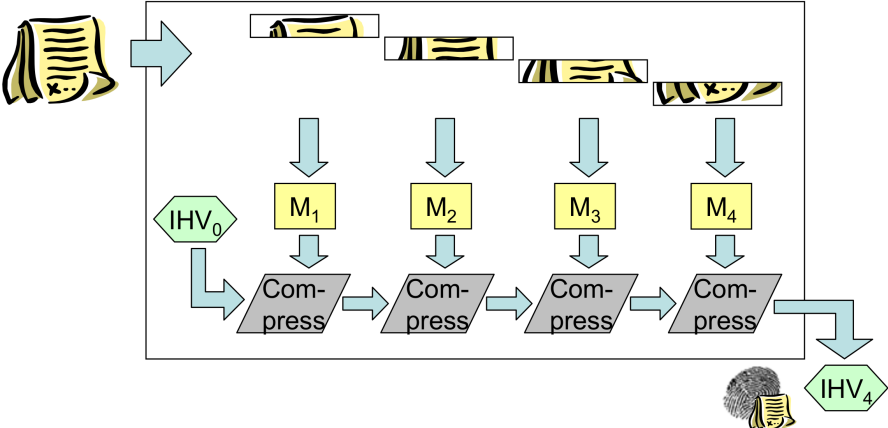 M₁
M₂
M₃
M₄
IHV₀
Com-
press
Com-
press
Com-
press
Com-
press
IHV₄